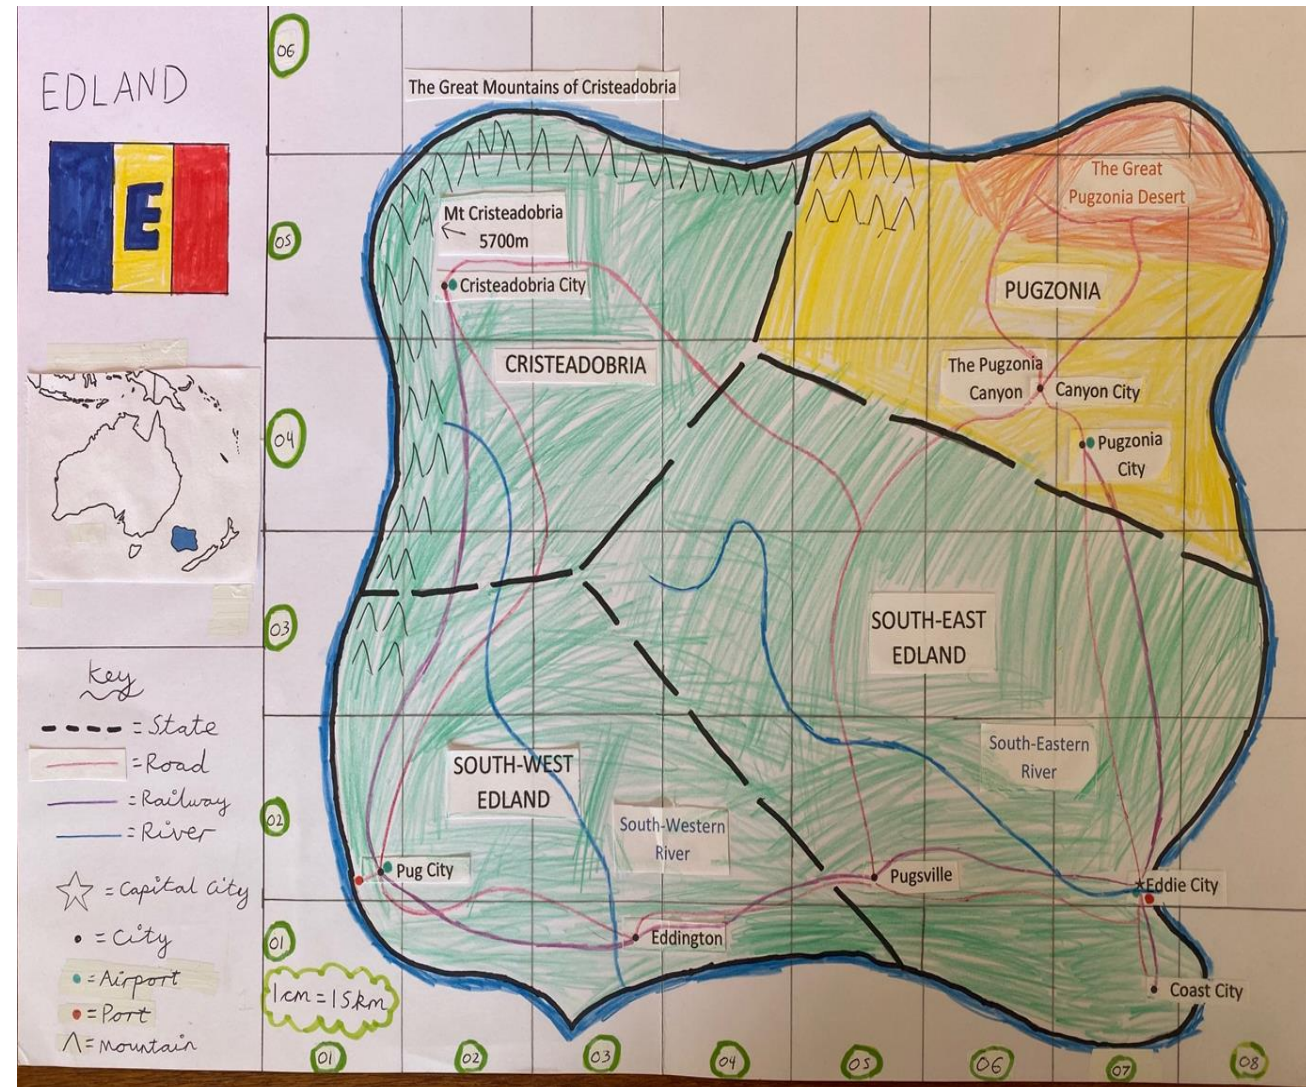 EDLAND
E
Key
= State
= Road
= Railway
= River
= Capital City
= City
= Airport
= Port
= Mountain
06
05
04
03
02
01
1cm = 15km
The Great Mountains of Cristeadobria
Mt Cristeadobria
5700m
Cristeadobria City
CRISTEADOBRIA
The Great
Pugzonia Desert
PUGZONIA
The Pugzonia
Canyon
Canyon City
Pugzonia
City
SOUTH-EAST
EDLAND
South-Eastern
River
SOUTH-WEST
EDLAND
South-Western
River
Pug City
Pugsville
Eddie City
Eddington
Coast City
01
02
03
04
05
06
07
08